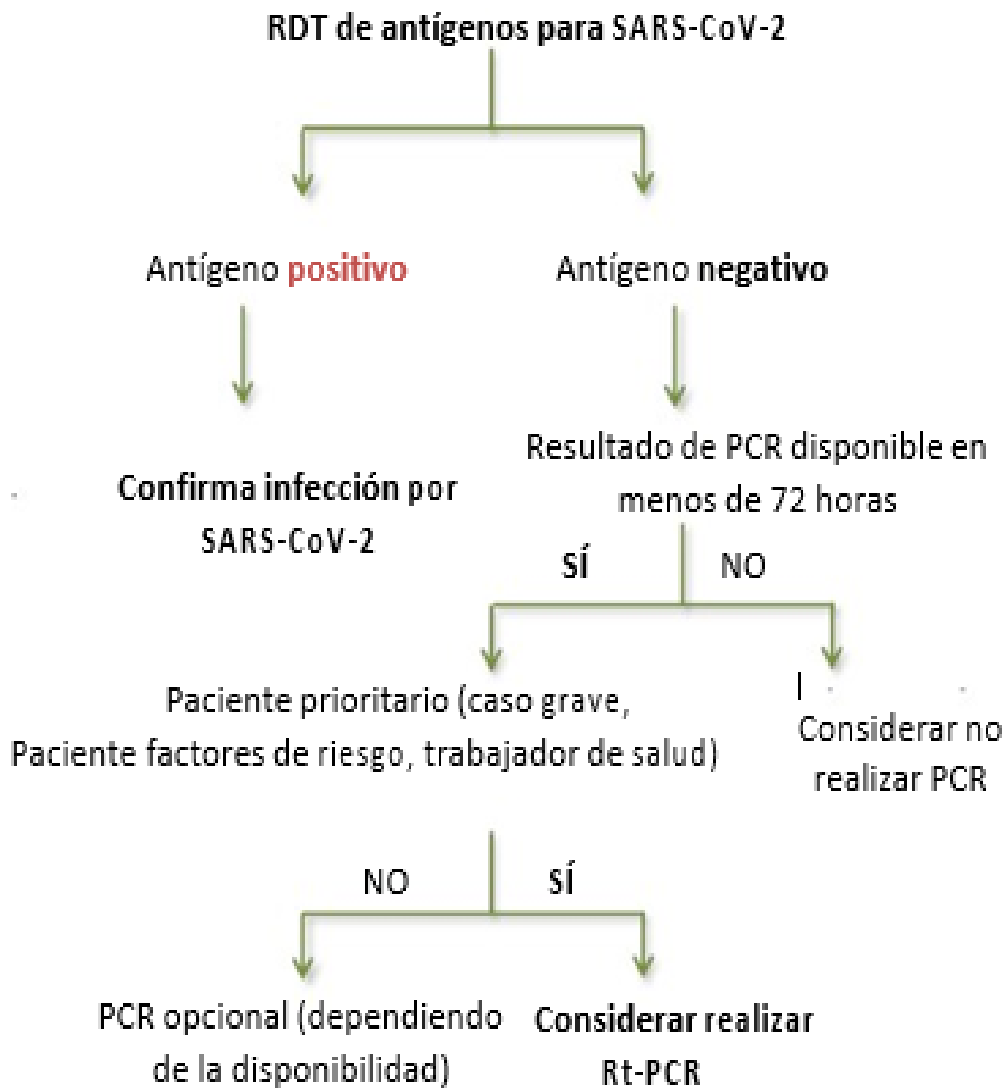 RDT de antígenos para SARS-CoV-2
Antígeno positivo
Antígeno negativo
Confirma infección por
SARS-CoV-2
Resultado de PCR disponible en
menos de 72 horas
SÍ
NO
Paciente prioritario (caso grave,
Paciente factores de riesgo, trabajador de salud)
Considerar no
realizar PCR
NO
SÍ
PCR opcional (dependiendo
de la disponibilidad)
Considerar realizar
Rt-PCR